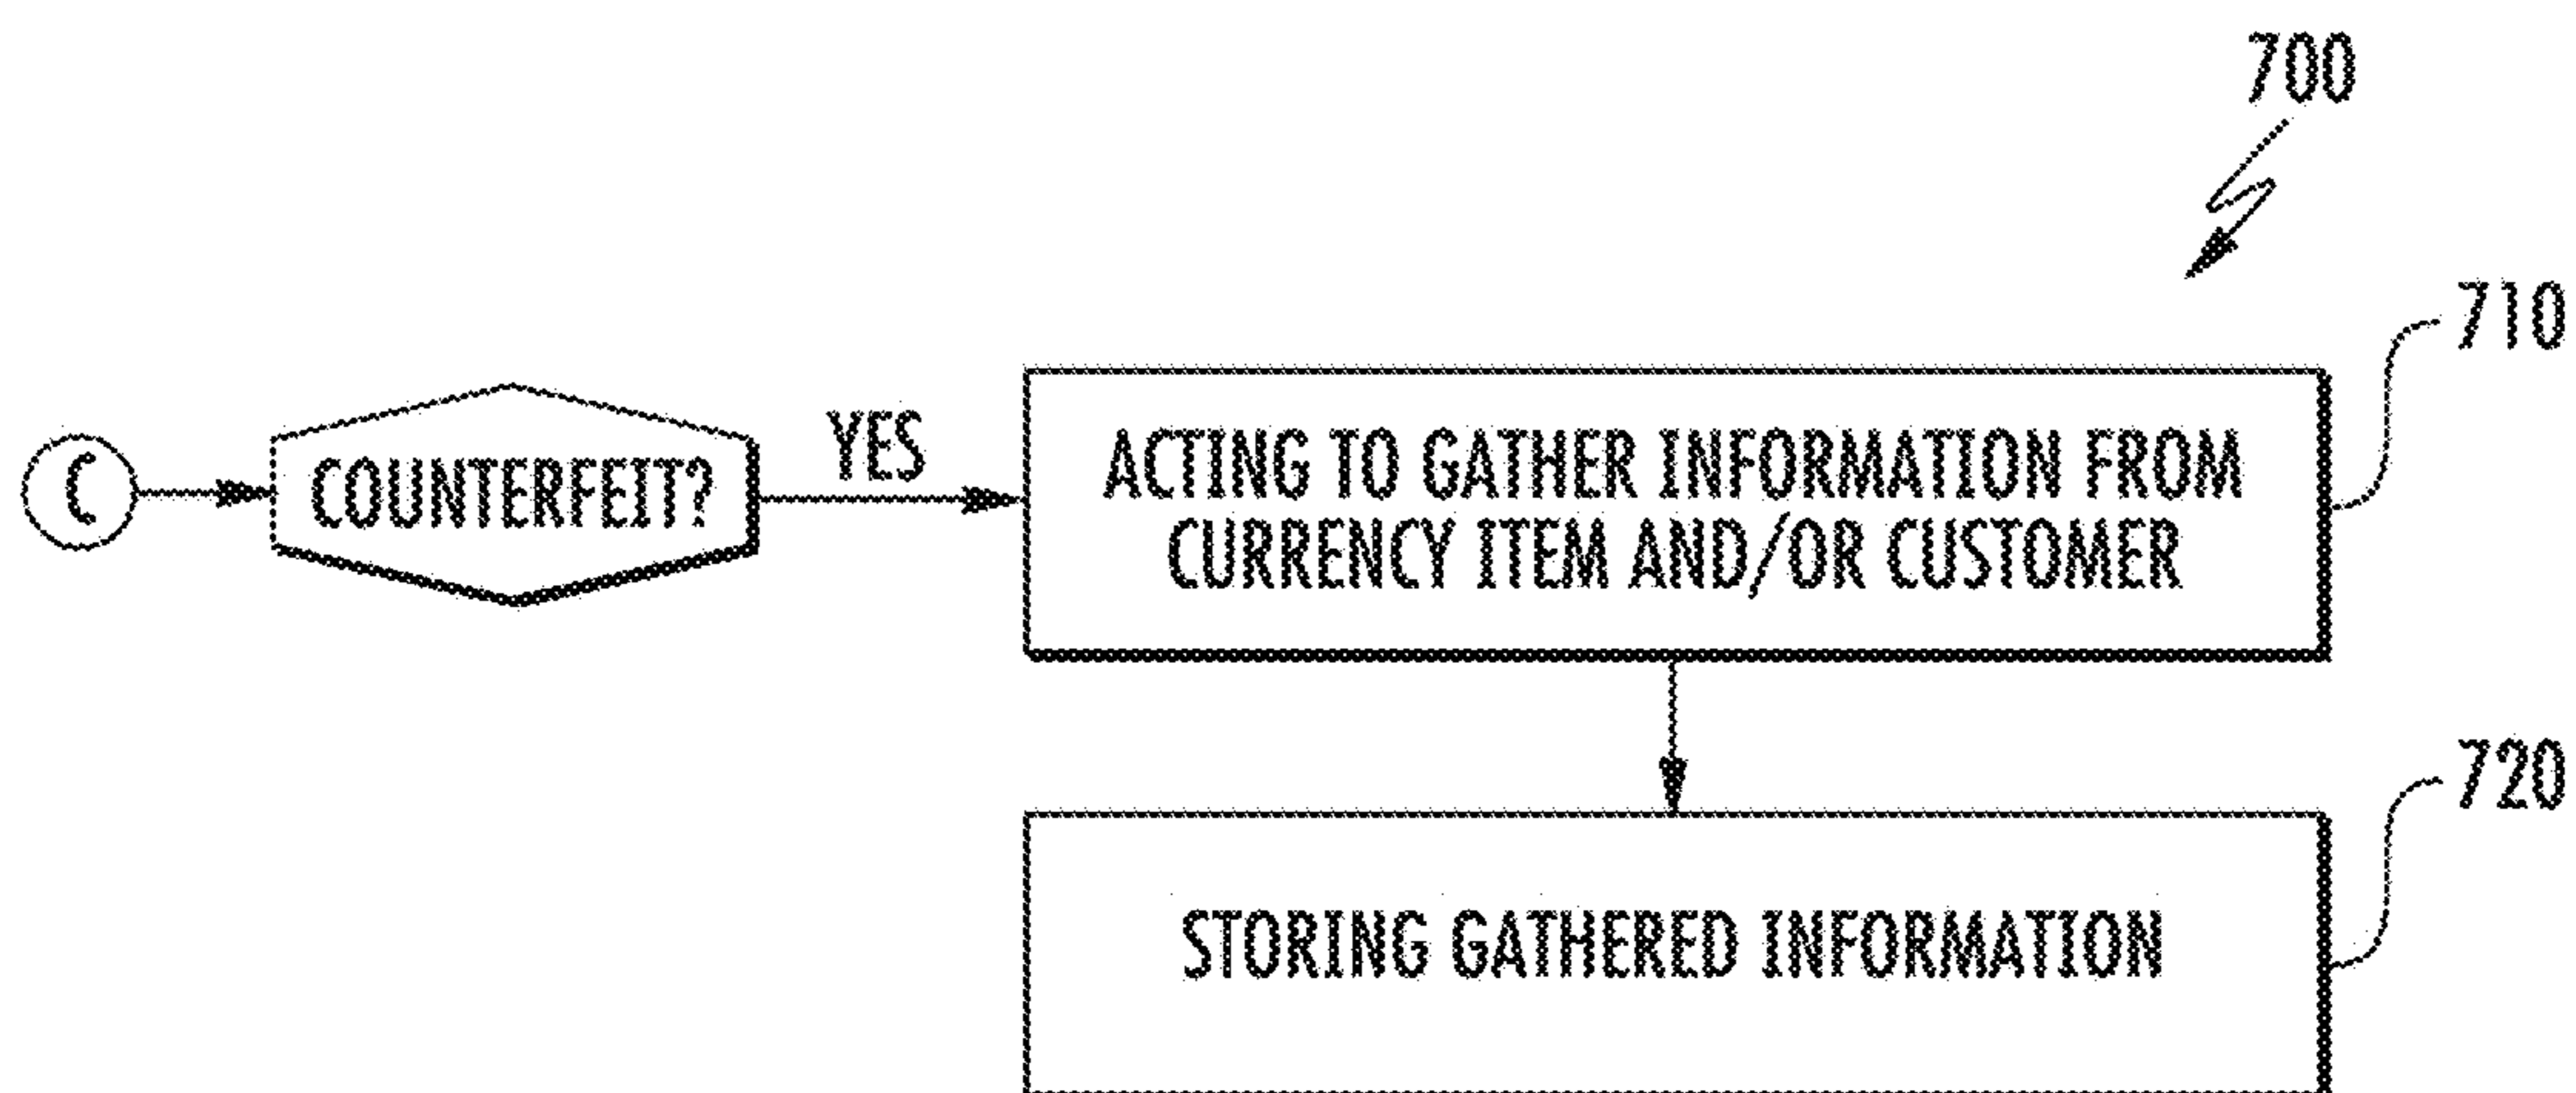 700
710
C
COUNTERFEIT?
YES
ACTING TO GATHER INFORMATION FROM
CURRENCY ITEM AND/OR CUSTOMER
720
STORING GATHERED INFORMATION